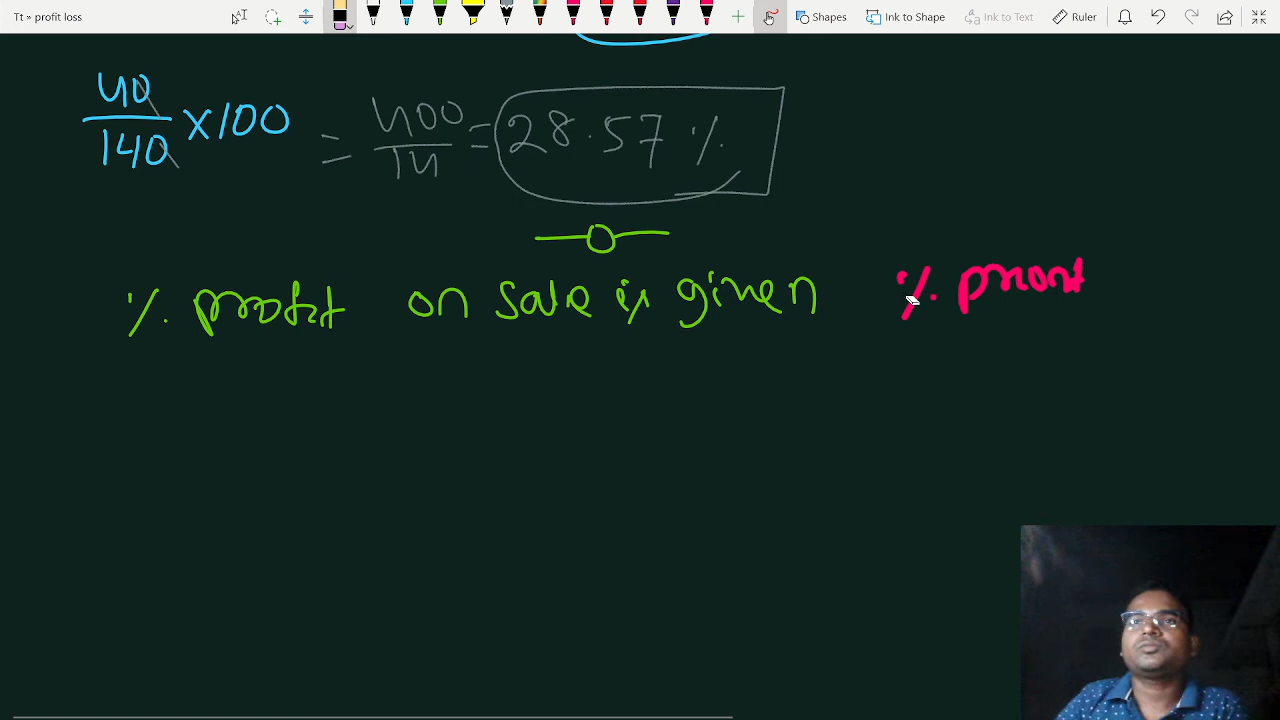 Tt » profit loss
Shapes Ink to Shape Ink to Text Ruler
40/140 x100 = 400/14 = 28.57 %
% profit on sale is given % profit